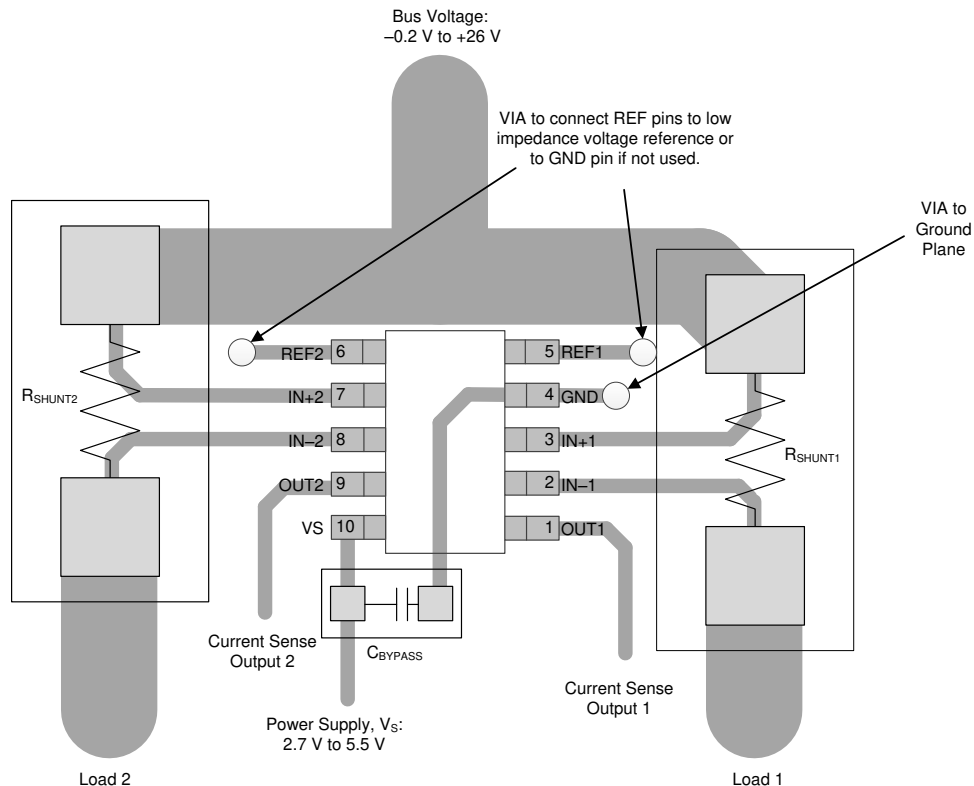 Bus Voltage:
–0.2 V to +26 V
VIA to connect REF pins to low
impedance voltage reference or
to GND pin if not used.
VIA to
Ground
Plane
REF2 6
5 REF1
RSHUNT2
IN+2 7
4 GND
IN–2 8
3 IN+1
RSHUNT1
OUT2 9
2 IN–1
VS 10
1 OUT1
Current Sense
Output 2
CBYPASS
Current Sense
Output 1
Power Supply, VS:
2.7 V to 5.5 V
Load 2
Load 1